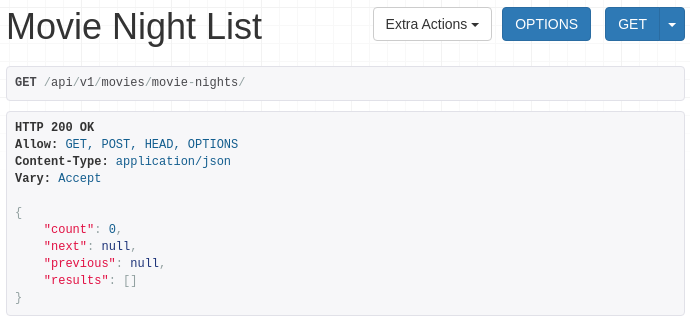 Movie Night List
Extra Actions
OPTIONS
GET
GET /api/v1/movies/movie-nights/
HTTP 200 OK
Allow: GET, POST, HEAD, OPTIONS
Content-Type: application/json
Vary: Accept
{
    "count": 0,
    "next": null,
    "previous": null,
    "results": []
}